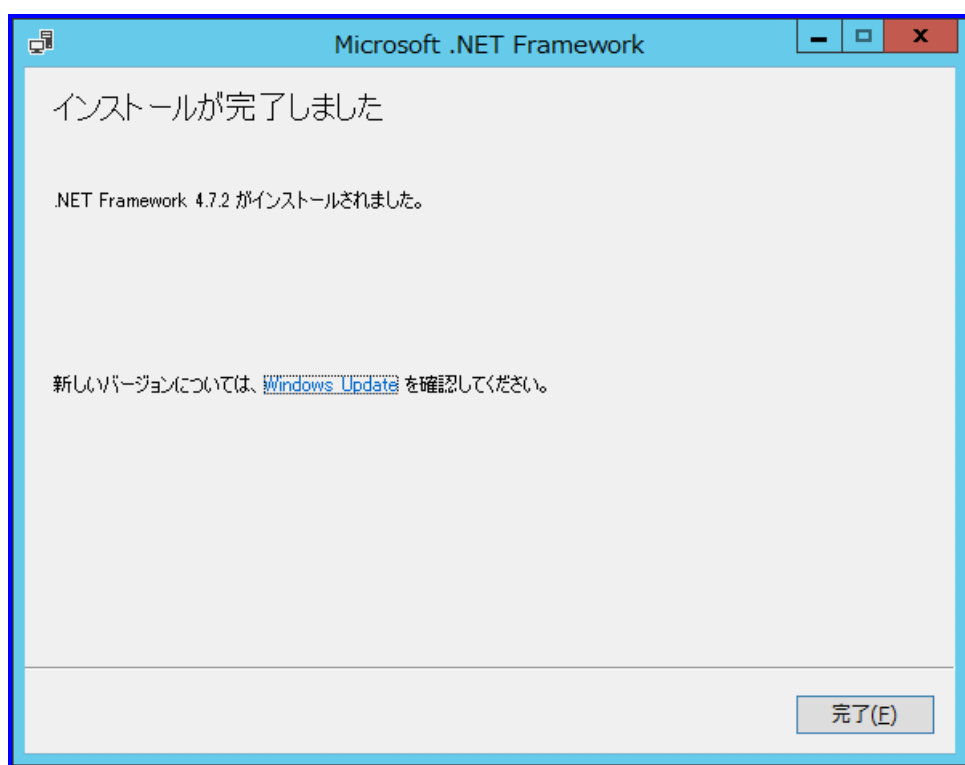 Microsoft .NET Framework
インストールが完了しました
.NET Framework 4.7.2 がインストールされました。
新しいバージョンについては、Windows Update を確認してください。
完了(F)